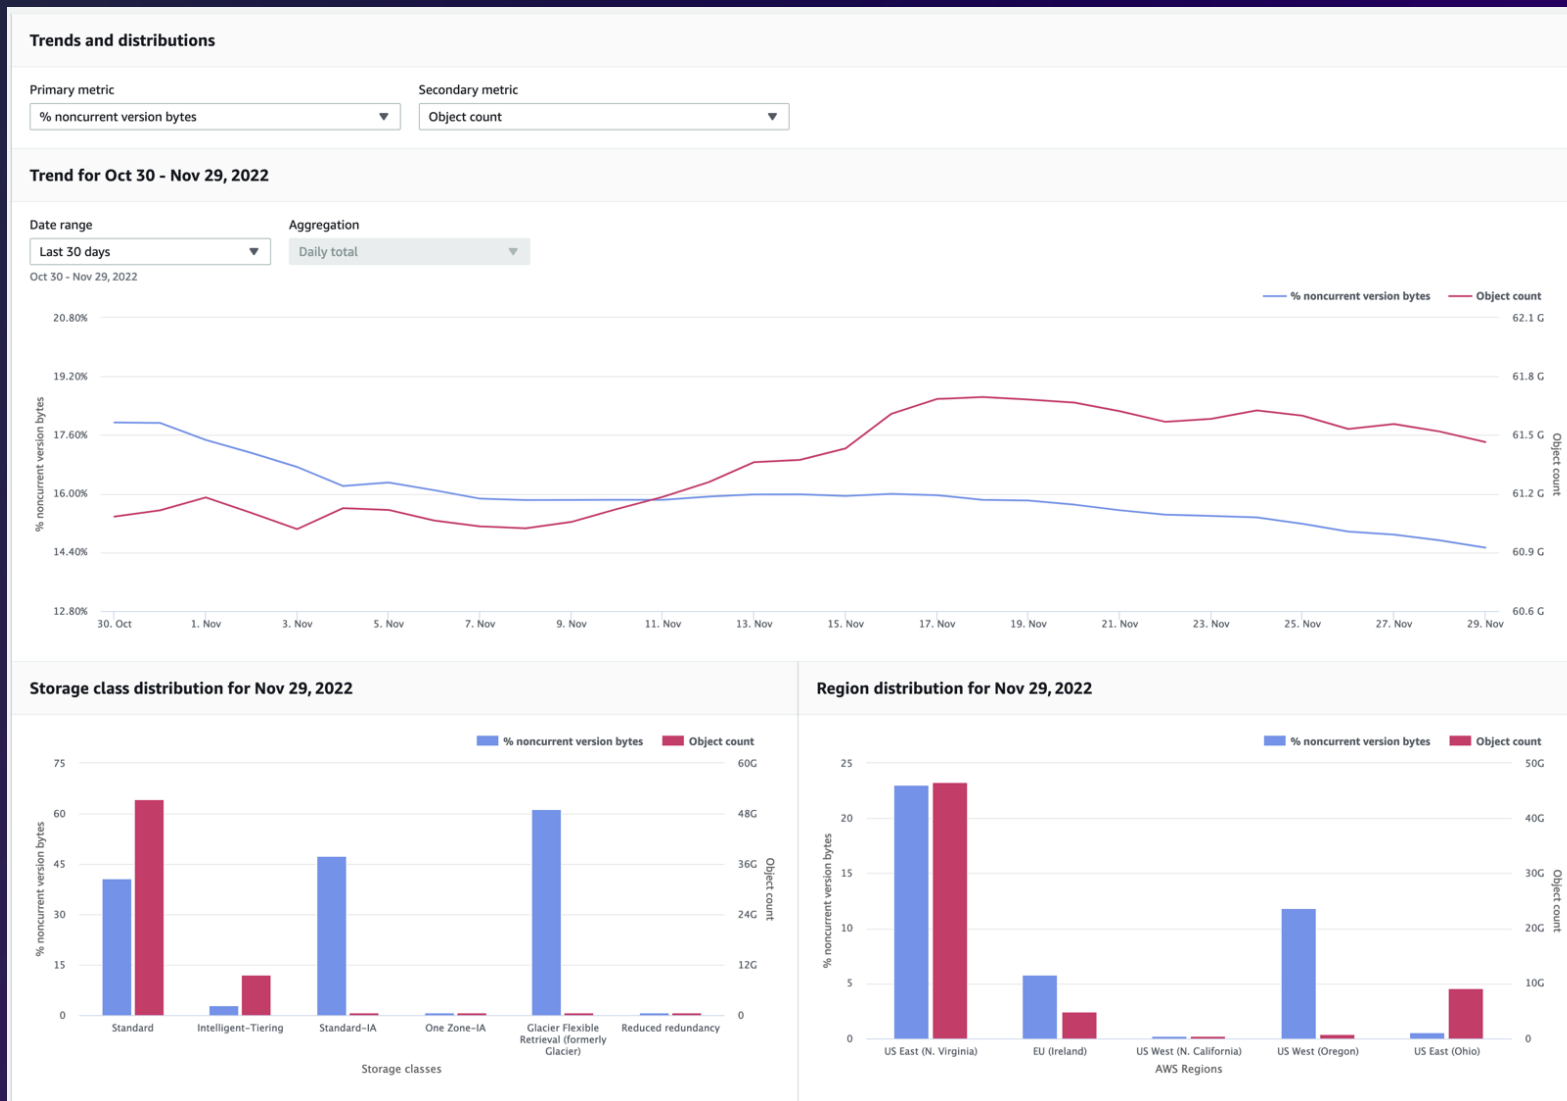 Trends and distributions
Primary metric
Secondary metric
% noncurrent version bytes
Object count
Trend for Oct 30 - Nov 29, 2022
Date range
Aggregation
Last 30 days
Daily total
Oct 30 - Nov 29, 2022
% noncurrent version bytes
Object count
20.80%
19.20%
17.60%
16.00%
14.40%
12.80%
% noncurrent version bytes
62.1 G
61.8 G
61.5 G
61.2 G
60.9 G
60.6 G
Object count
30. Oct
1. Nov
3. Nov
5. Nov
7. Nov
9. Nov
11. Nov
13. Nov
15. Nov
17. Nov
19. Nov
21. Nov
23. Nov
25. Nov
27. Nov
29. Nov
Storage class distribution for Nov 29, 2022
% noncurrent version bytes
Object count
75
60
45
30
15
0
% noncurrent version bytes
60G
48G
36G
24G
12G
0
Object count
Standard
Intelligent-Tiering
Standard-IA
One Zone-IA
Glacier Flexible
Retrieval (formerly
Glacier)
Reduced redundancy
Storage classes
Region distribution for Nov 29, 2022
% noncurrent version bytes
Object count
25
20
15
10
5
0
% noncurrent version bytes
50G
40G
30G
20G
10G
0
Object count
US East (N. Virginia)
EU (Ireland)
US West (N. California)
US West (Oregon)
US East (Ohio)
AWS Regions